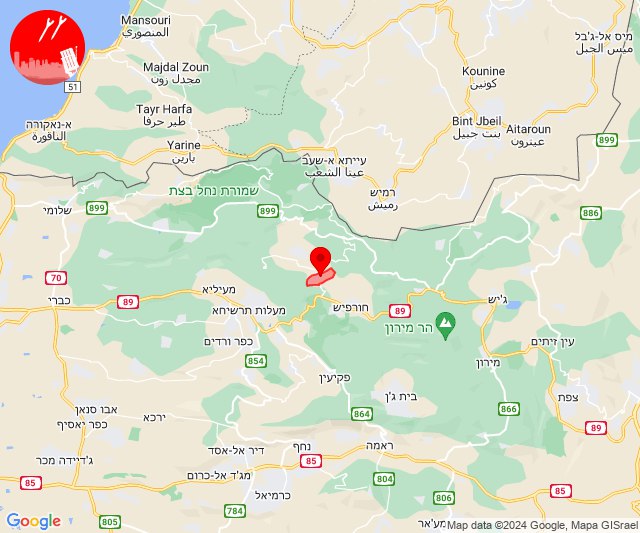 Mansouri
المنصوري
Majdal Zoun
مجدل زون
51
Tayr Harfa
طير حرفا
א-נאקורה
الناقورة
Yarine
يارين
מיס אל-ג'בל
ميس الجبل
Kounine
كونين
Bint Jbeil
بنت جبيل
Aitaroun
عيترون
899
עייתא א-שעב
عيتا الشعب
רמיש
رميش
שמורת נחל בצת
שלומי
899
899
886
70
כברי
89
מעיליא
מעלות תרשיחא
חורפיש
89
ג'יש
כפר ורדים
הר מירון
עין זיתים
854
מירון
פקיעין
בית ג'ן
צפת
אבו סנאן
ירכא
כפר יאסיף
864
866
89
ג'דיידה מכר
דיר אל-אסד
נחף
ראמה
85
מג'ד אל-כרום
85
85
כרמיאל
804
806
784
805
מע'אר
Google
Map data ©2024 Google, Mapa GISrael